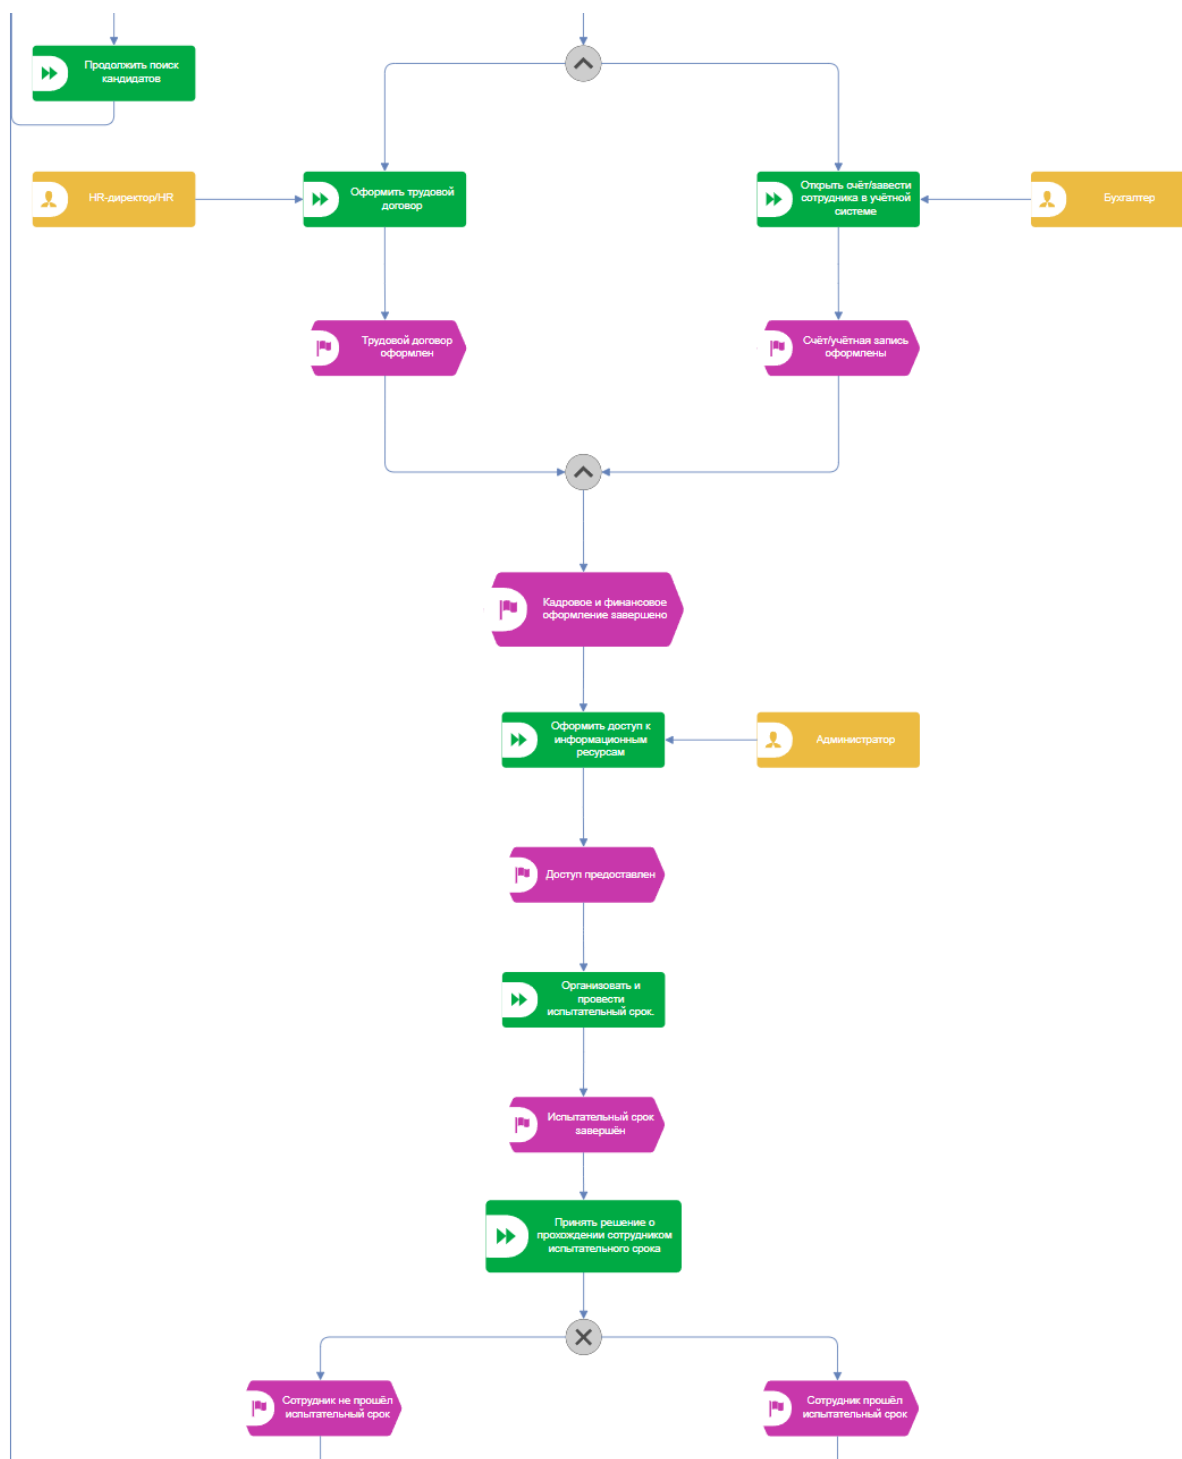 Продолжить поиск
кандидатов
HR-директор/HR
Оформить трудовой
договор
Открыть счёт/завести
сотрудника в учётной
системе
Бухгалтер
Трудовой договор
оформлен
Счёт/учётная запись
оформлены
Кадровое и финансовое
оформление завершено
Оформить доступ к
информационным
ресурсам
Администратор
Доступ предоставлен
Организовать и
провести
испытательный срок.
Испытательный срок
завершён
Принять решение о
прохождении сотрудником
испытательного срока
Сотрудник не прошёл
испытательный срок
Сотрудник прошёл
испытательный срок